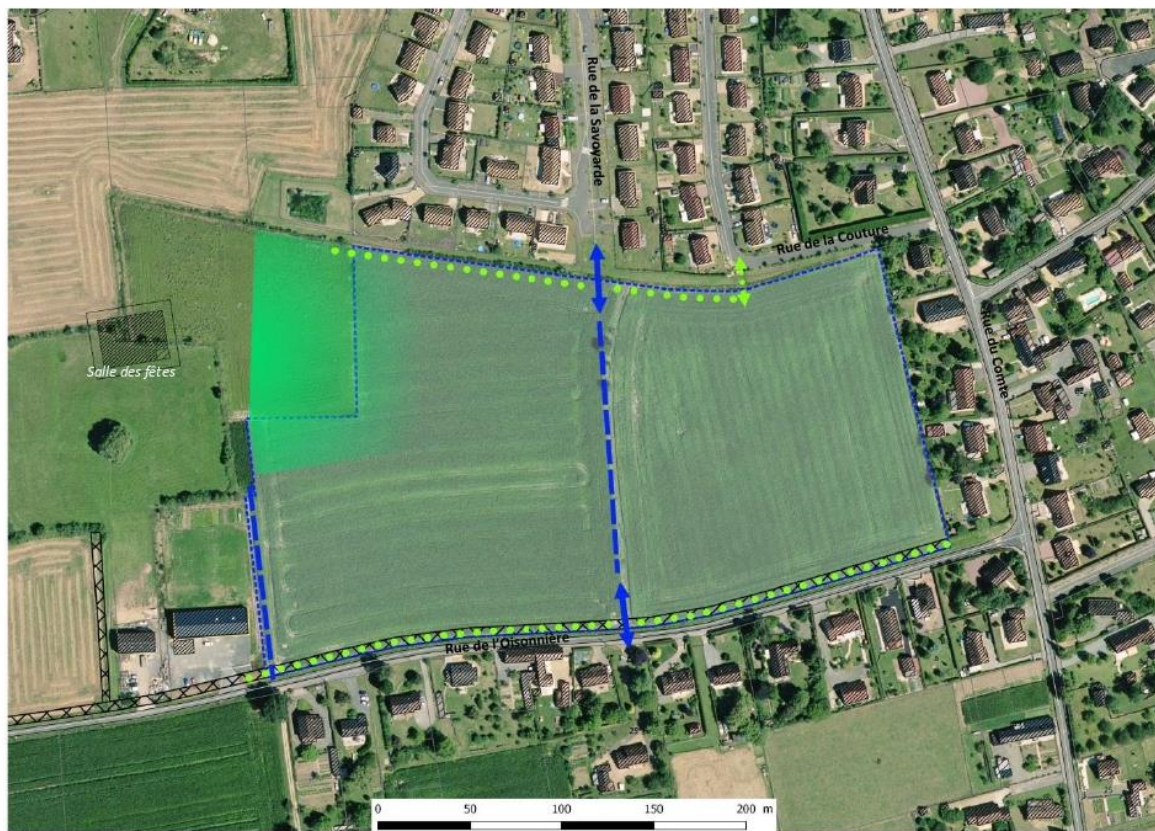 Rue de la Savoyarde
Rue de la Couture
Rue du Comte
Salle des fêtes
Rue de l'Oisonnière
0 50 100 150 200 m